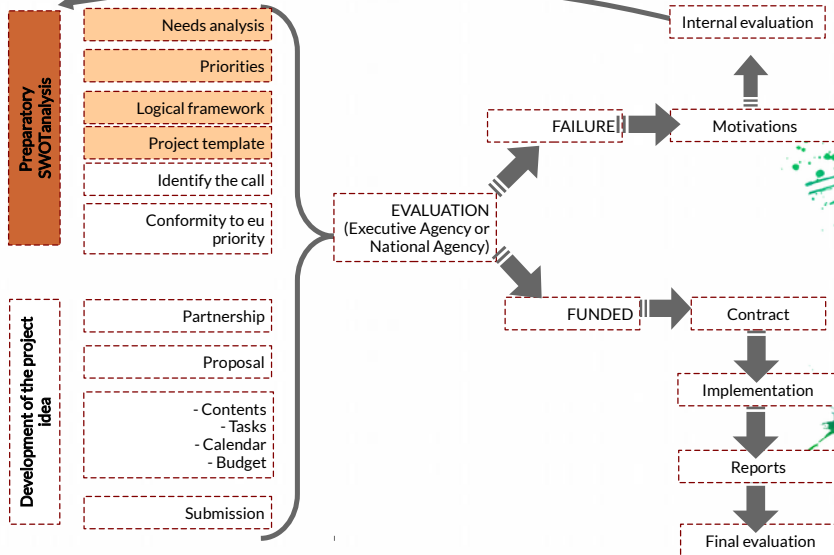 Preparatory
SWOT analysis
Needs analysis
Priorities
Logical framework
Project template
Identify the call
Conformity to eu
priority
Development of the project
idea
Partnership
Proposal
- Contents
- Tasks
- Calendar
- Budget
Submission
EVALUATION
(Executive Agency or
National Agency)
FAILURE
Motivations
Internal evaluation
FUNDED
Contract
Implementation
Reports
Final evaluation